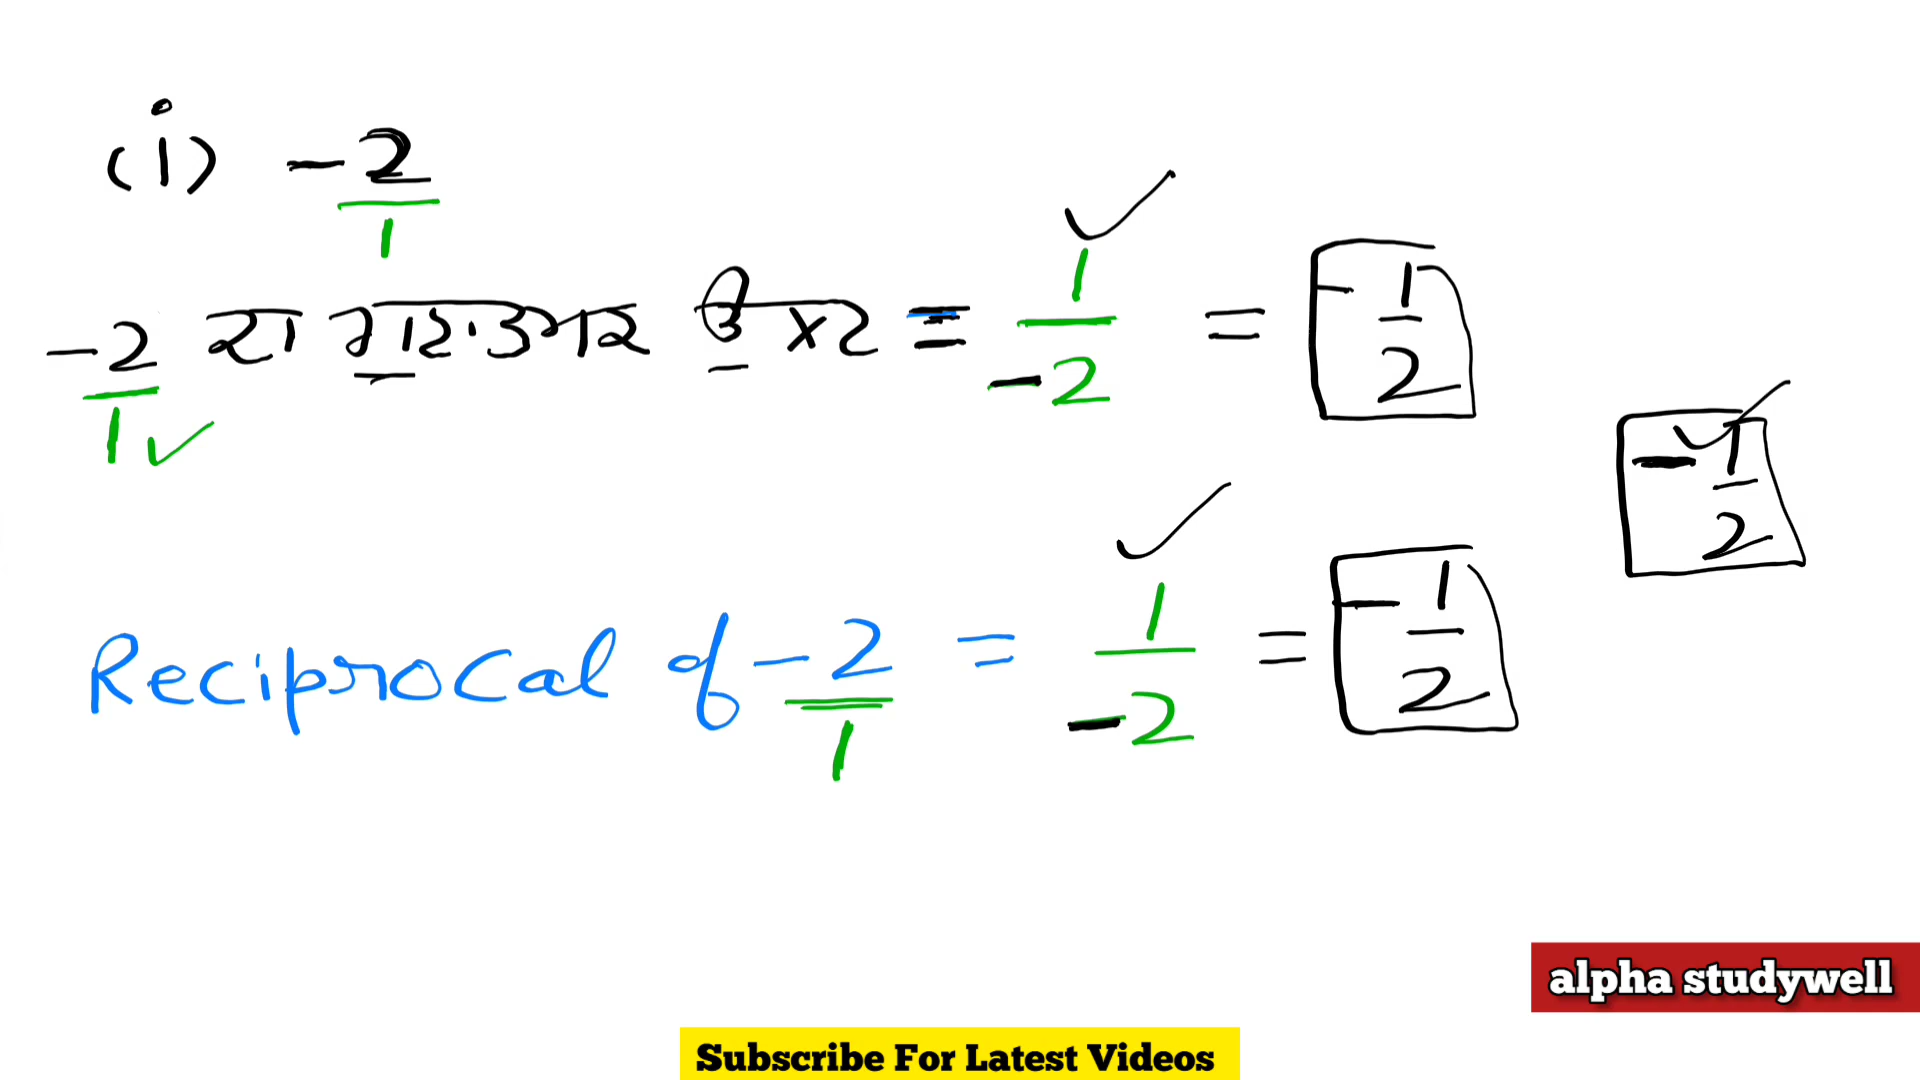 (i) -2/1
-2/1 = 1/-2 = -1/2
-1/2
Reciprocal of -2/1 = 1/-2 = -1/2
alpha studywell
Subscribe For Latest Videos